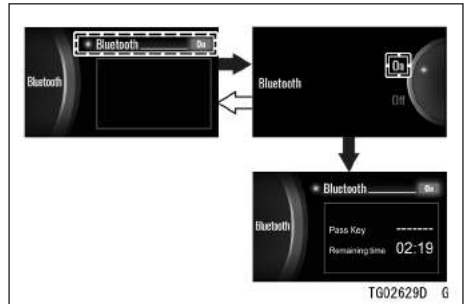 Bluetooth On
Bluetooth
Bluetooth
On
Off
Bluetooth On
Bluetooth
Pass Key -------
Remaining time 02:19
TG02629D G